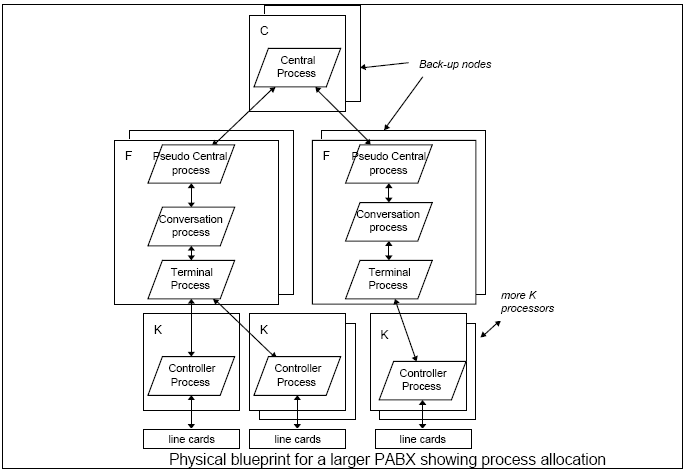 C
Central
Process
Back-up nodes
F
Pseudo Central
process
F
Pseudo Central
process
Conversation
process
Conversation
process
Terminal
Process
Terminal
Process
more K
processors
K
K
K
Controller
Process
Controller
Process
Controller
Process
line cards
line cards
line cards
Physical blueprint for a larger PABX showing process allocation